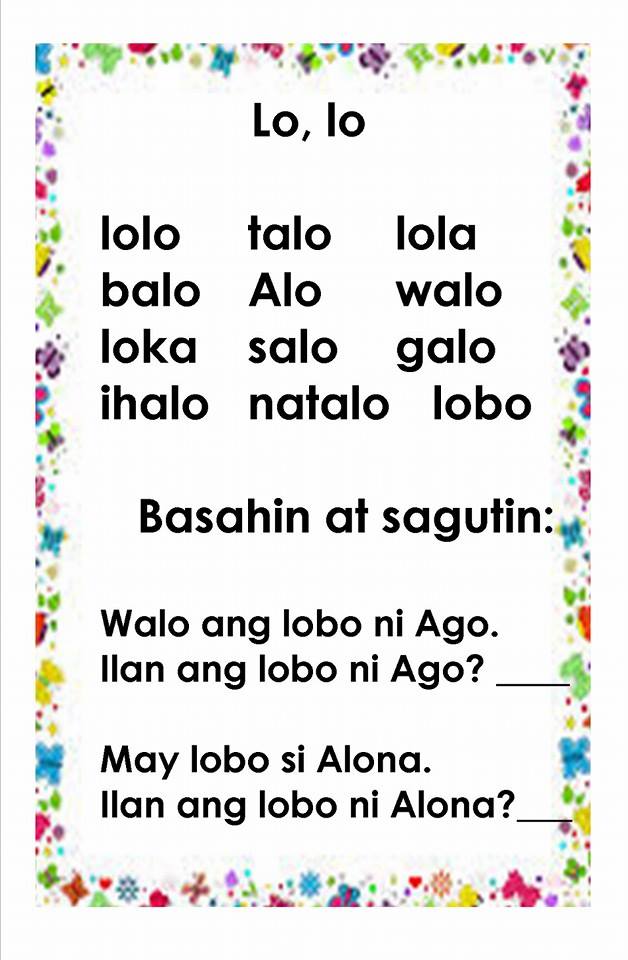 Lo, lo
lolo talo lola
balo Alo walo
loka salo galo
ihalo natalo lobo
Basahin at sagutin:
Walo ang lobo ni Ago.
Ilan ang lobo ni Ago? ____
May lobo si Alona.
Ilan ang lobo ni Alona?___